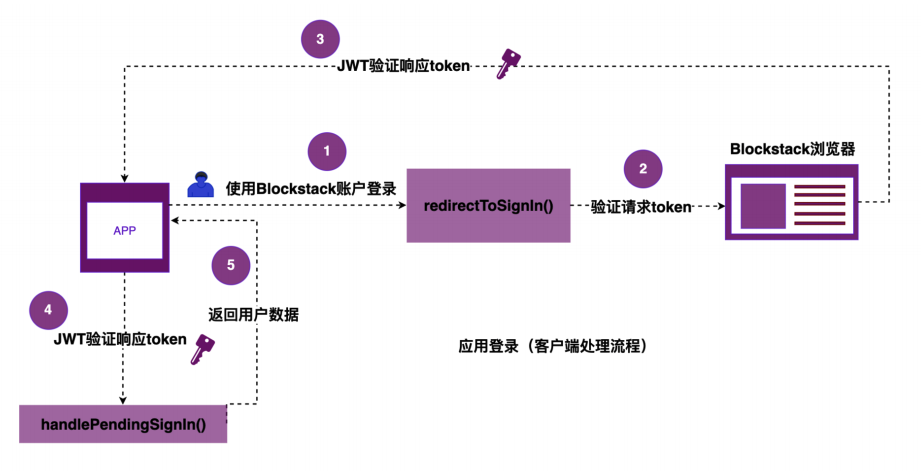 3
JWT验证响应token
1
使用Blockstack账户登录
redirectToSignIn()
2
验证请求token
Blockstack浏览器
APP
5
返回用户数据
4
JWT验证响应token
应用登录（客户端处理流程）
handlePendingSignIn()